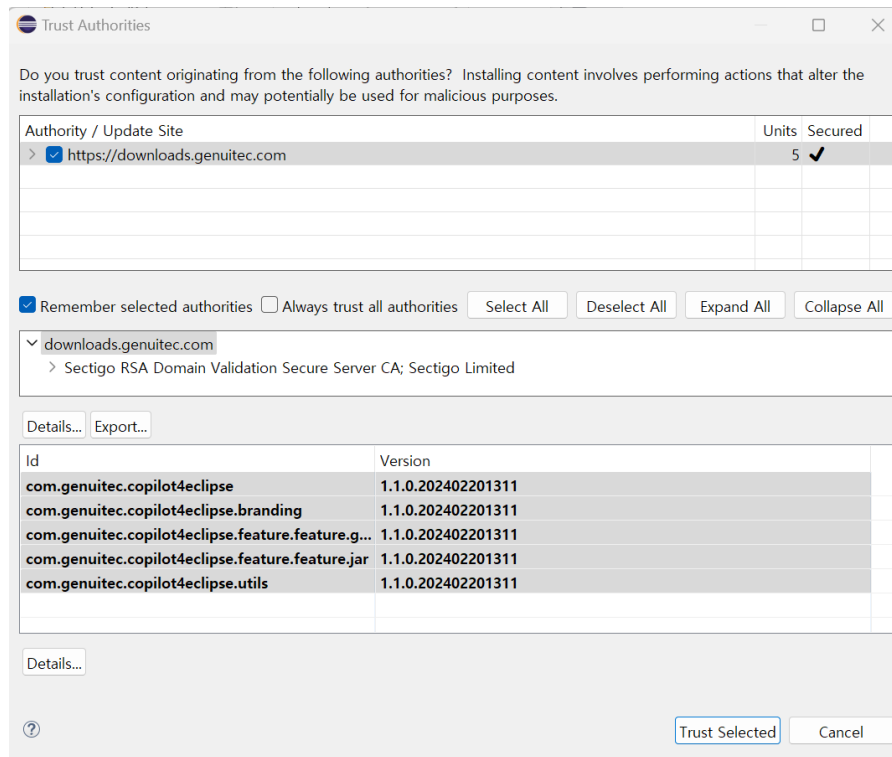 Trust Authorities
Do you trust content originating from the following authorities?  Installing content involves performing actions that alter the
installation's configuration and may potentially be used for malicious purposes.
Authority / Update Site Units Secured
https://downloads.genuitec.com 5
Remember selected authorities Always trust all authorities Select All Deselect All Expand All Collapse All
downloads.genuitec.com
Sectigo RSA Domain Validation Secure Server CA; Sectigo Limited
Details... Export...
Id Version
com.genuitec.copilot4eclipse 1.1.0.202402201311
com.genuitec.copilot4eclipse.branding 1.1.0.202402201311
com.genuitec.copilot4eclipse.feature.feature.g... 1.1.0.202402201311
com.genuitec.copilot4eclipse.feature.feature.jar 1.1.0.202402201311
com.genuitec.copilot4eclipse.utils 1.1.0.202402201311
Details...
? Trust Selected Cancel